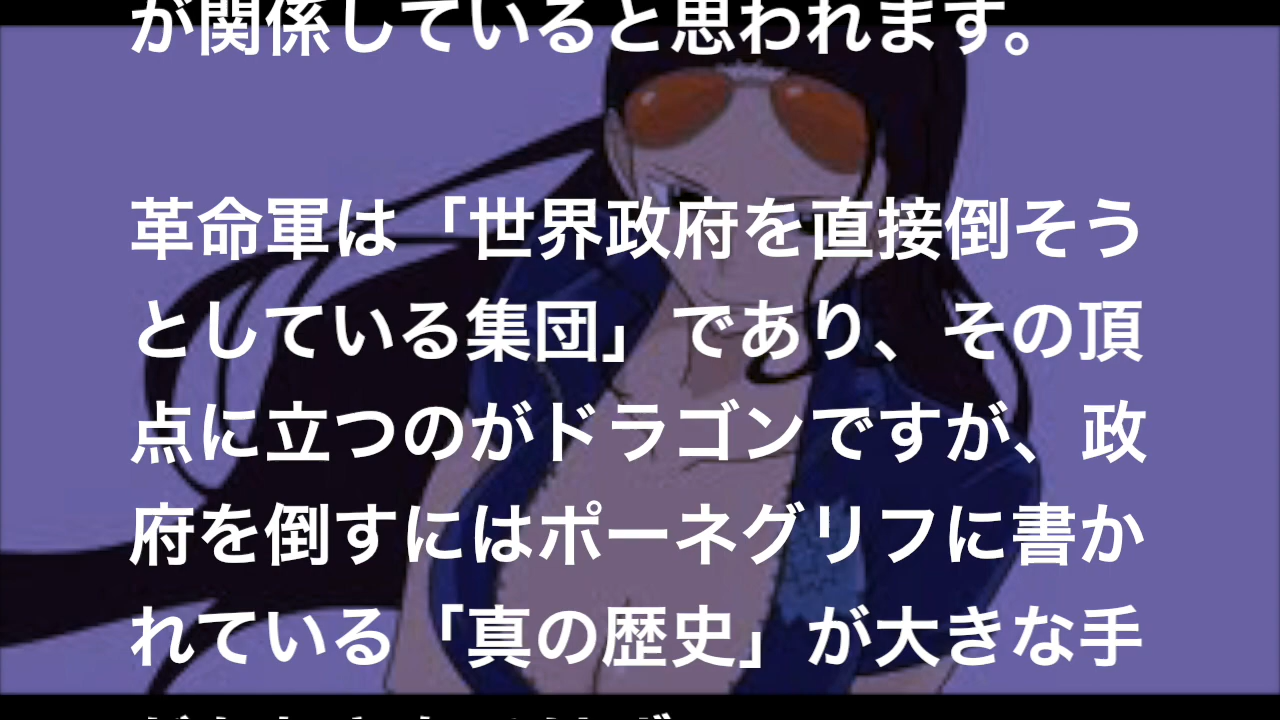 が関係していると思われます。
革命軍は「世界政府を直接倒そう
としている集団」であり、その頂
点に立つのがドラゴンですが、政
府を倒すにはポーネグリフに書か
れている「真の歴史」が大きな手